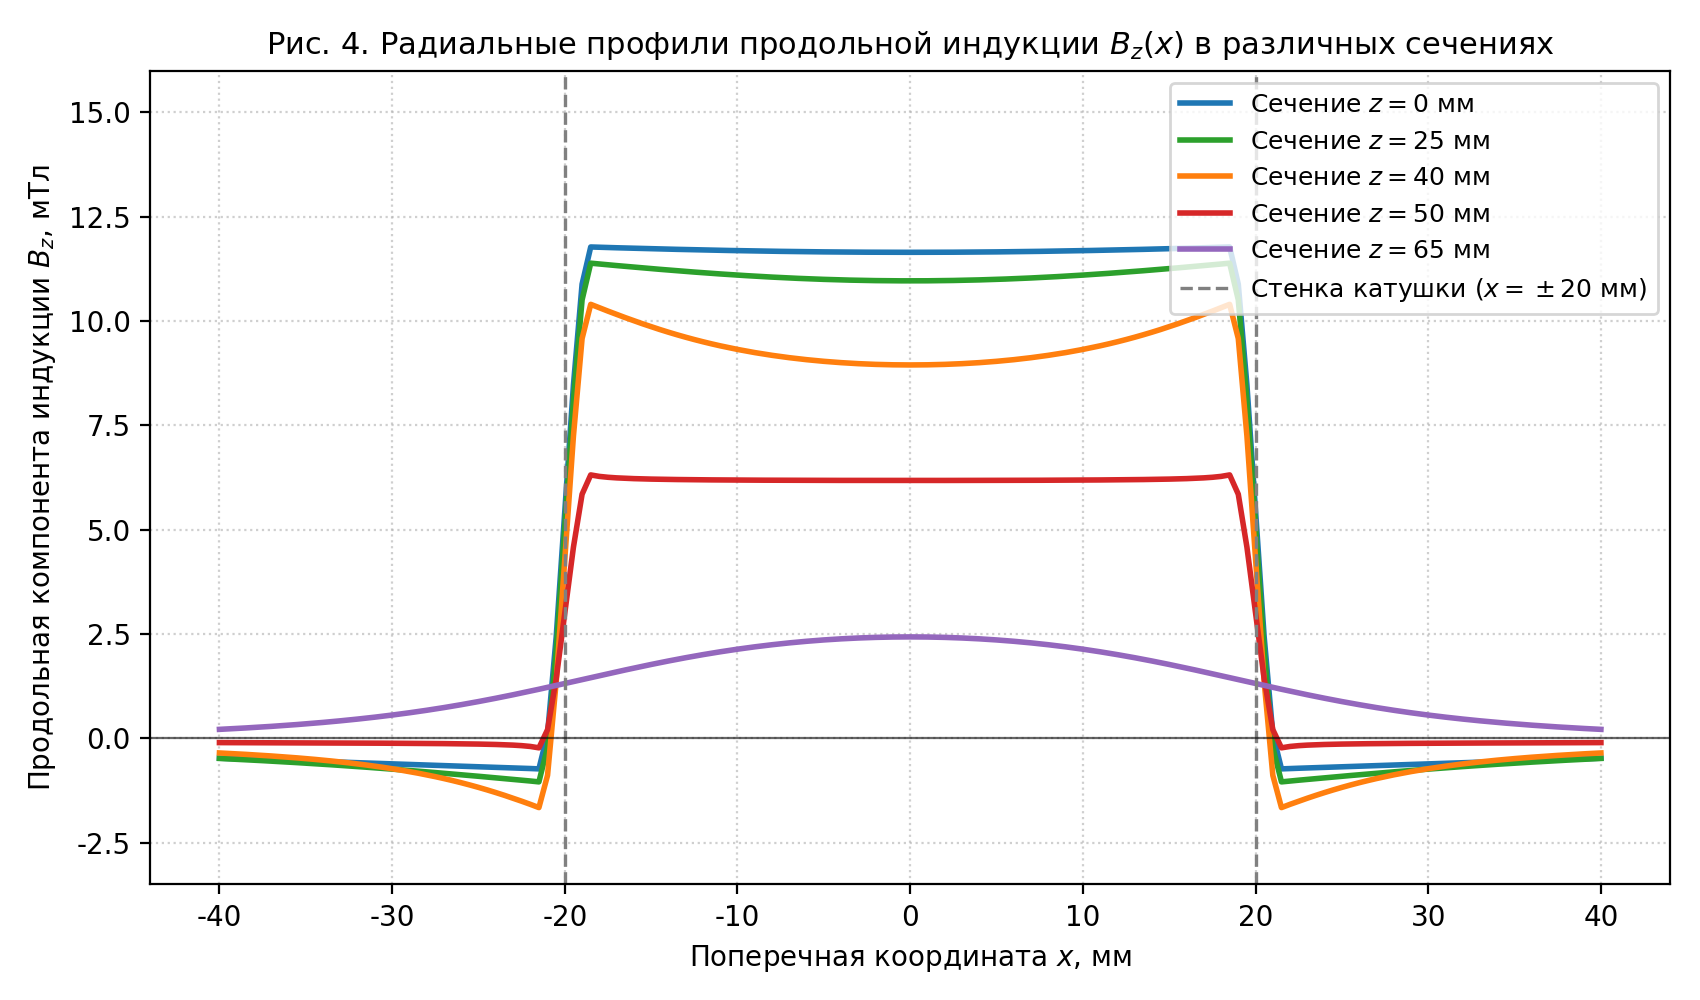 Рис. 4. Радиальные профили продольной индукции B_z(x) в различных сечениях
Продольная компонента индукции B_z, мТл
15.0
12.5
10.0
7.5
5.0
2.5
0.0
-2.5
Сечение z = 0 мм
Сечение z = 25 мм
Сечение z = 40 мм
Сечение z = 50 мм
Сечение z = 65 мм
Стенка катушки (x = ±20 мм)
-40 -30 -20 -10 0 10 20 30 40
Поперечная координата x, мм